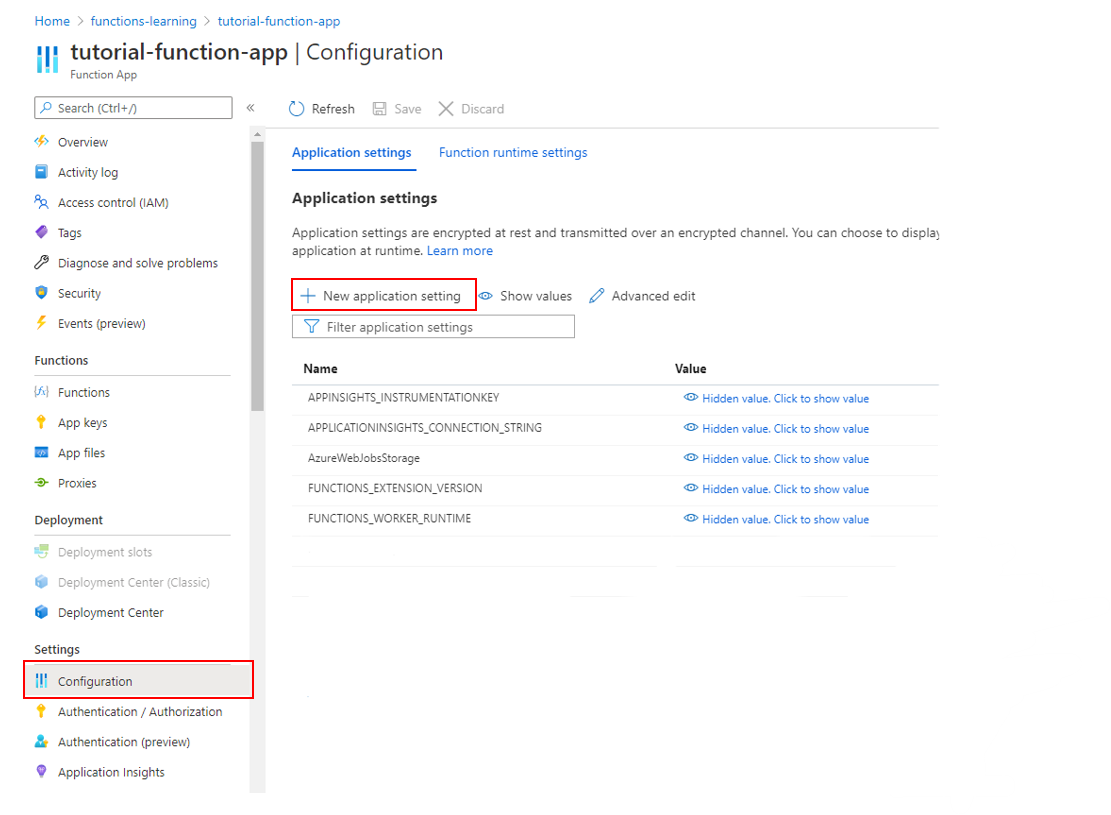 Home > functions-learning > tutorial-function-app
tutorial-function-app | Configuration
Function App
Search (Ctrl+/)
«
Refresh
Save
Discard
Overview
Activity log
Access control (IAM)
Tags
Diagnose and solve problems
Security
Events (preview)
Functions
Functions
App keys
App files
Proxies
Deployment
Deployment slots
Deployment Center (Classic)
Deployment Center
Settings
Configuration
Authentication / Authorization
Authentication (preview)
Application Insights
Application settings
Function runtime settings
Application settings
Application settings are encrypted at rest and transmitted over an encrypted channel. You can choose to display
application at runtime. Learn more
New application setting
Show values
Advanced edit
Filter application settings
Name Value
APPINSIGHTS_INSTRUMENTATIONKEY Hidden value. Click to show value
APPLICATIONINSIGHTS_CONNECTION_STRING Hidden value. Click to show value
AzureWebJobsStorage Hidden value. Click to show value
FUNCTIONS_EXTENSION_VERSION Hidden value. Click to show value
FUNCTIONS_WORKER_RUNTIME Hidden value. Click to show value